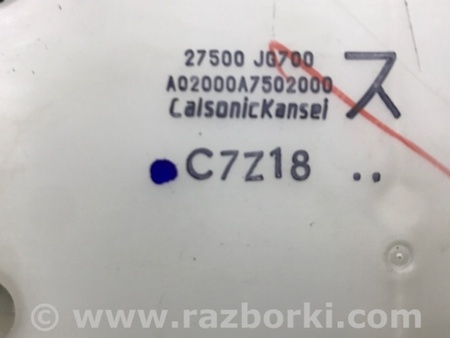 27500 JG700
A02000A7502000
CalsonicKansei
ス
C7Z18 ..
© www.razborki.com